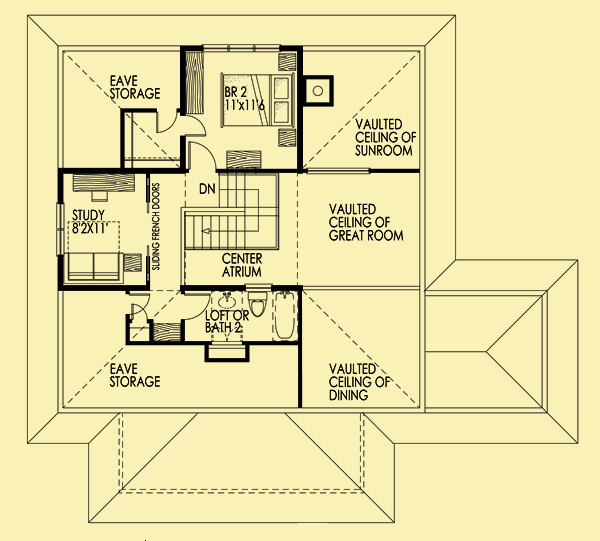 EAVE
STORAGE
BR 2
11'x11'6
VAULTED
CEILING OF
SUNROOM
STUDY
8'2X11'
SLIDING FRENCH DOORS
DN
VAULTED
CEILING OF
GREAT ROOM
CENTER
ATRIUM
LOFT OR
BATH 2
EAVE
STORAGE
VAULTED
CEILING OF
DINING